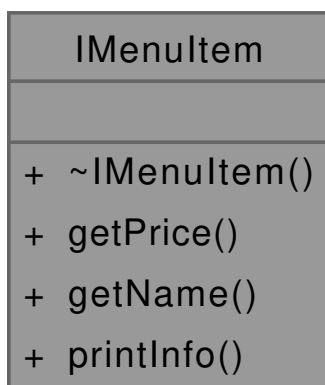 IMenuItem
+ ~IMenuItem()
+ getPrice()
+ getName()
+ printInfo()